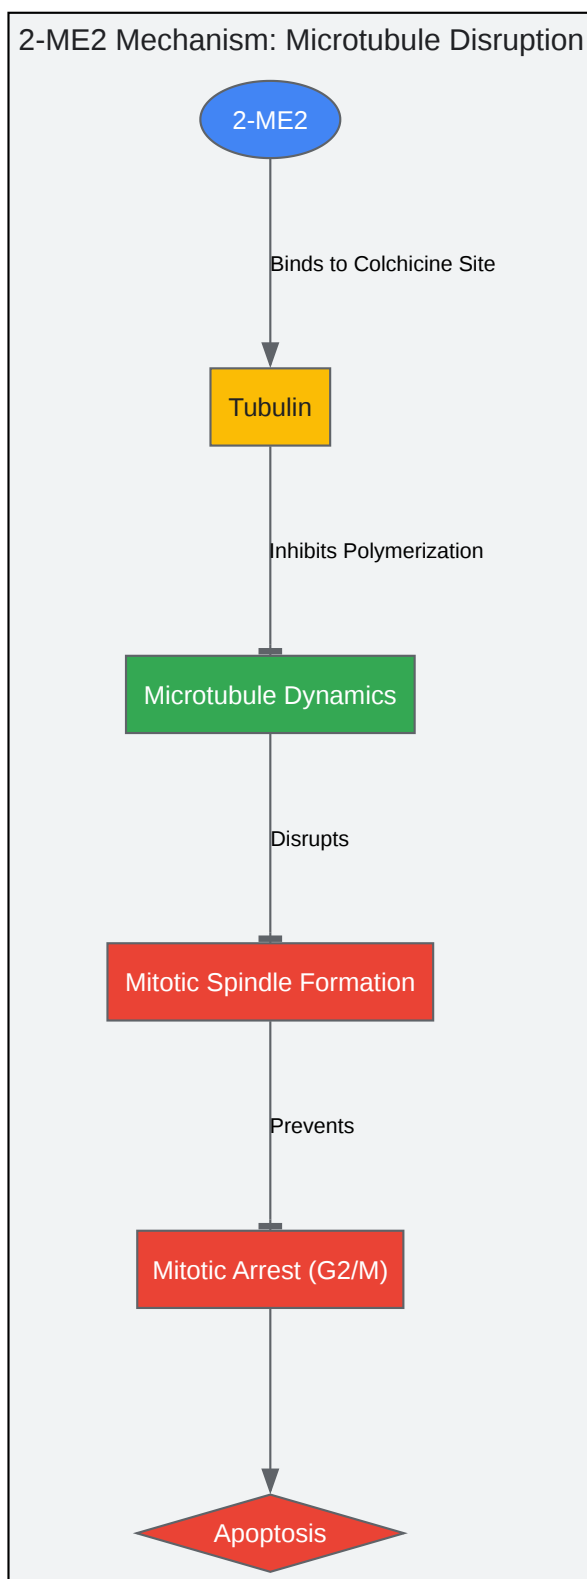 2-ME2 Mechanism: Microtubule Disruption
2-ME2
Binds to Colchicine Site
Tubulin
Inhibits Polymerization
Microtubule Dynamics
Disrupts
Mitotic Spindle Formation
Prevents
Mitotic Arrest (G2/M)
Apoptosis